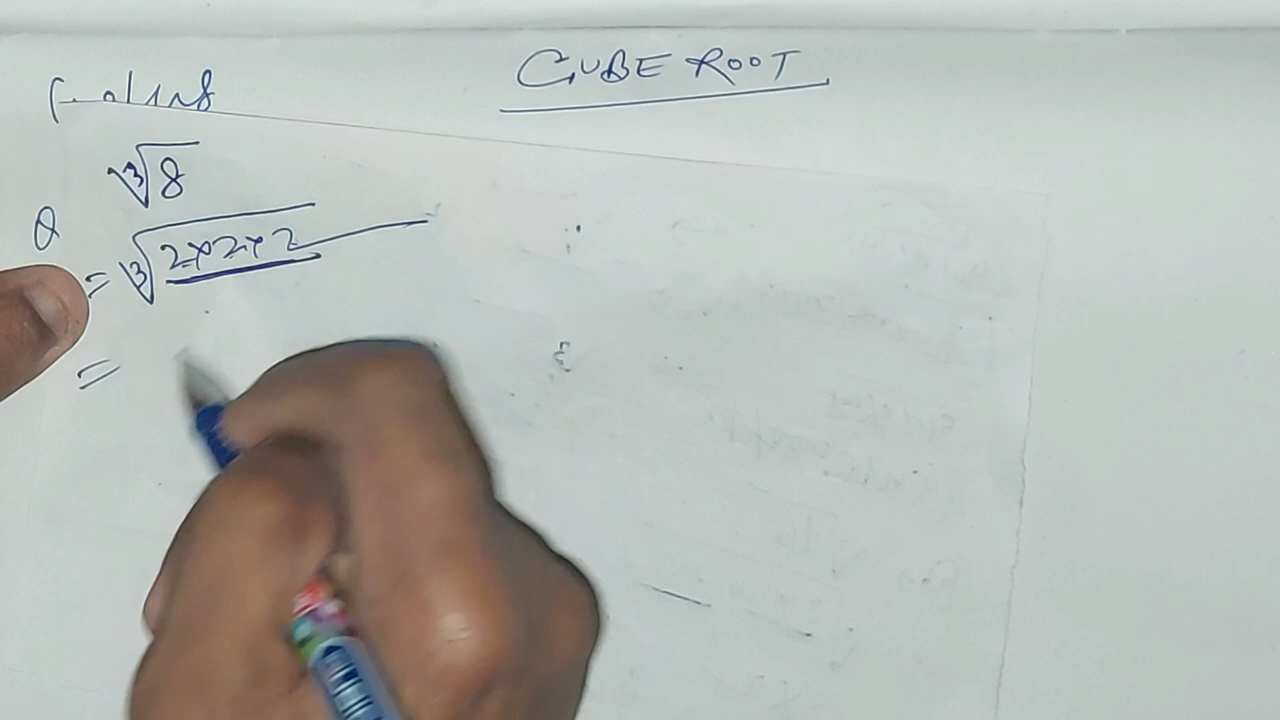 CUBE ROOT
∛8
Q
= ∛2×2×2
=